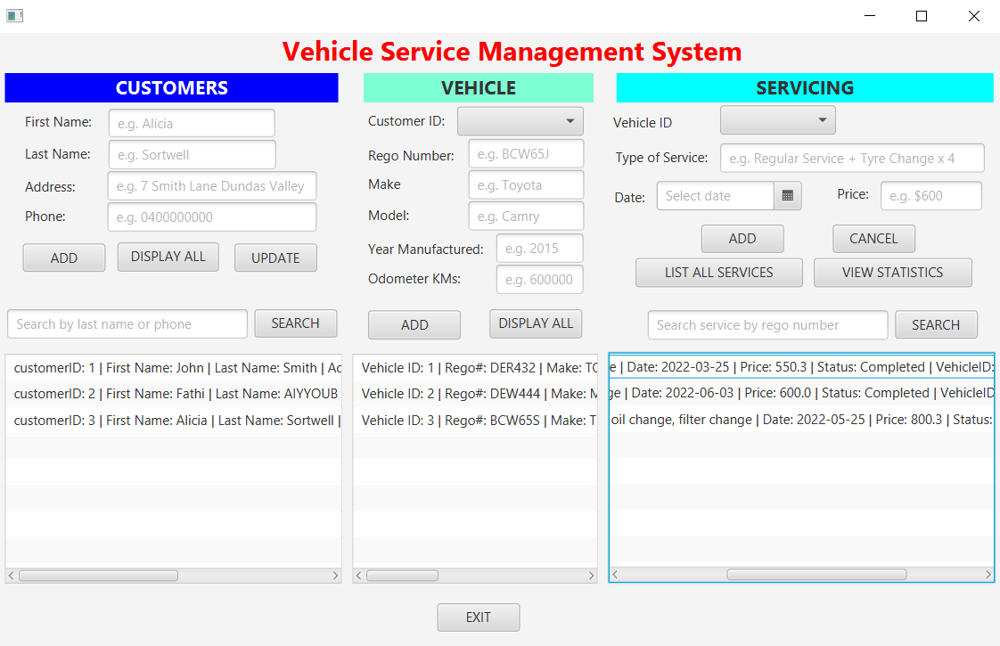 Vehicle Service Management System
CUSTOMERS
First Name: e.g. Alicia
Last Name: e.g. Sortwell
Address: e.g. 7 Smith Lane Dundas Valley
Phone: e.g. 0400000000
ADD DISPLAY ALL UPDATE
Search by last name or phone SEARCH
customerID: 1 | First Name: John | Last Name: Smith |
customerID: 2 | First Name: Fathi | Last Name: AIYYOUB
customerID: 3 | First Name: Alicia | Last Name: Sortwell |
VEHICLE
Customer ID:
Rego Number: e.g. BCW65J
Make e.g. Toyota
Model: e.g. Camry
Year Manufactured: e.g. 2015
Odometer KMs: e.g. 600000
ADD DISPLAY ALL
Vehicle ID: 1 | Rego#: DER432 | Make:
Vehicle ID: 2 | Rego#: DEW444 | Make:
Vehicle ID: 3 | Rego#: BCW65S | Make:
SERVICING
Vehicle ID
Type of Service: e.g. Regular Service + Tyre Change x 4
Date: Select date Price: e.g. $600
ADD CANCEL
LIST ALL SERVICES VIEW STATISTICS
Search service by rego number SEARCH
| Date: 2022-03-25 | Price: 550.3 | Status: Completed | VehicleID:
| Date: 2022-06-03 | Price: 600.0 | Status: Completed | VehicleID
oil change, filter change | Date: 2022-05-25 | Price: 800.3 | Status:
EXIT